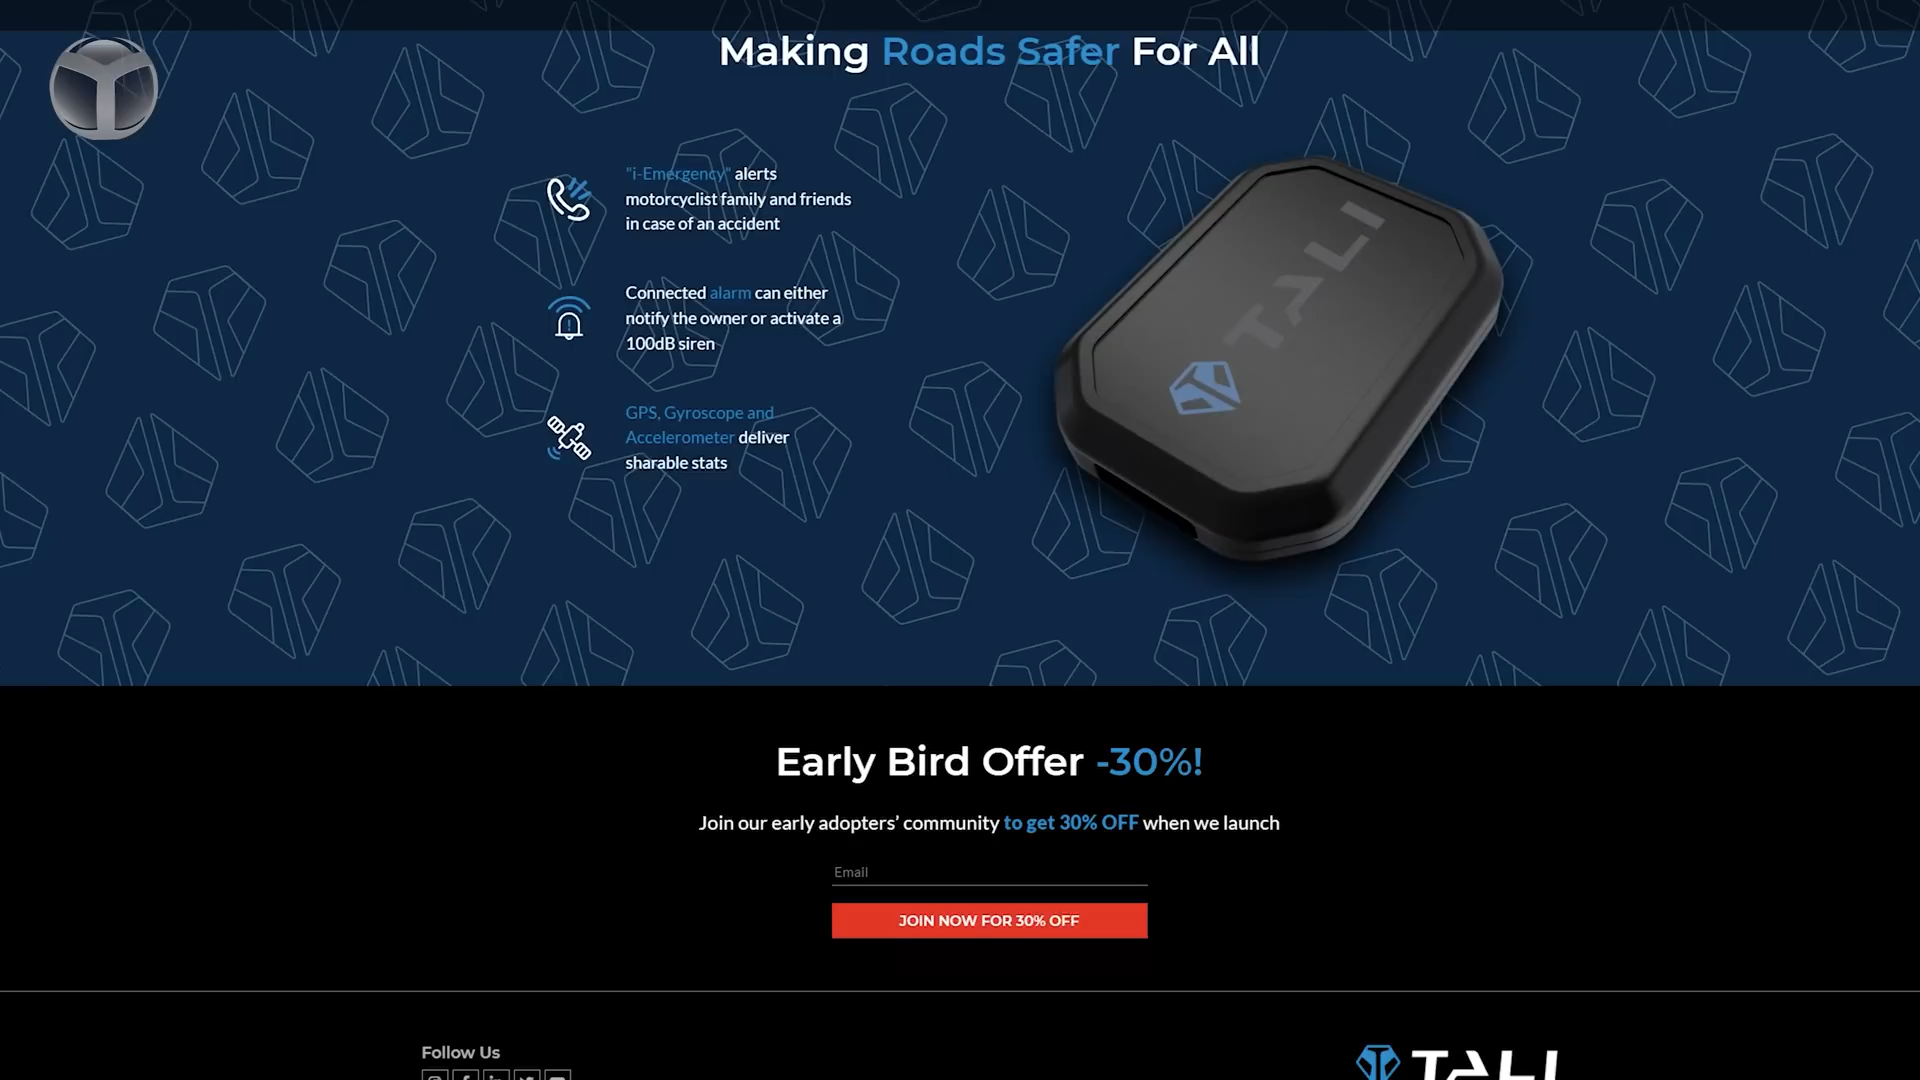 Making Roads Safer For All
"i-Emergency" alerts
motorcyclist family and friends
in case of an accident
Connected alarm can either
notify the owner or activate a
100dB siren
GPS, Gyroscope and
Accelerometer deliver
sharable stats
TALI
Early Bird Offer -30%!
Join our early adopters’ community to get 30% OFF when we launch
Email
JOIN NOW FOR 30% OFF
Follow Us
TALI